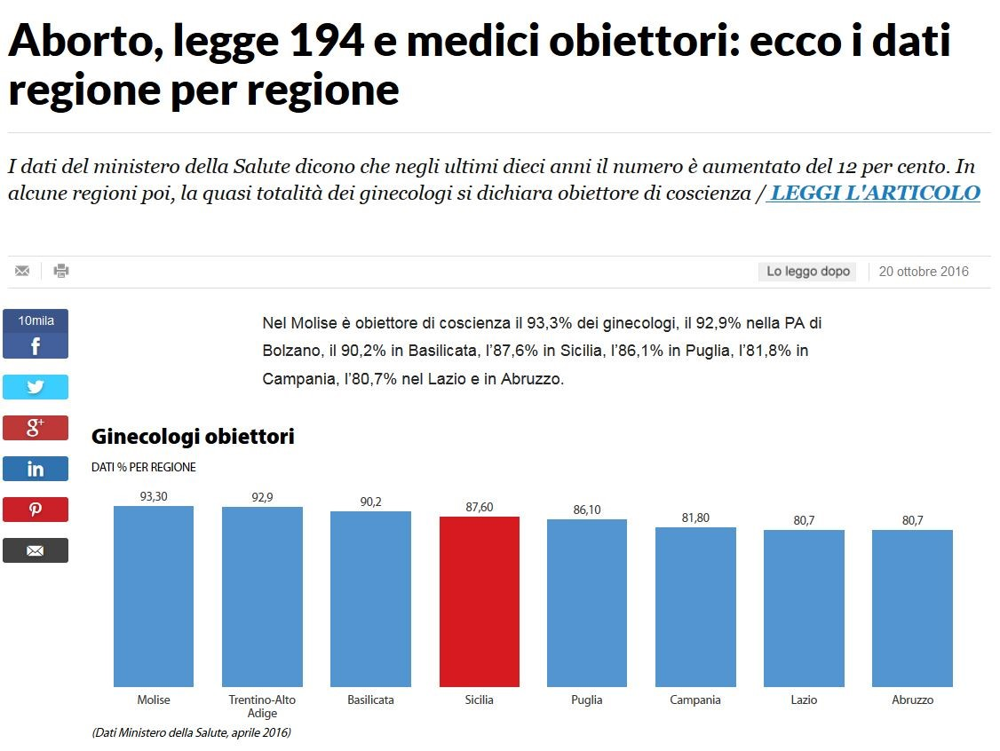 Aborto, legge 194 e medici obiettori: ecco i dati
regione per regione
I dati del ministero della Salute dicono che negli ultimi dieci anni il numero è aumentato del 12 per cento. In
alcune regioni poi, la quasi totalità dei ginecologi si dichiara obiettore di coscienza / LEGGI L'ARTICOLO
Lo leggo dopo
20 ottobre 2016
10mila
f
g+
in
Nel Molise è obiettore di coscienza il 93,3% dei ginecologi, il 92,9% nella PA di
Bolzano, il 90,2% in Basilicata, l’87,6% in Sicilia, l’86,1% in Puglia, l’81,8% in
Campania, l’80,7% nel Lazio e in Abruzzo.
Ginecologi obiettori
DATI % PER REGIONE
93,30 92,9 90,2 87,60 86,10 81,80 80,7 80,7
Molise Trentino-Alto Basilicata Sicilia Puglia Campania Lazio Abruzzo
Adige
(Dati Ministero della Salute, aprile 2016)